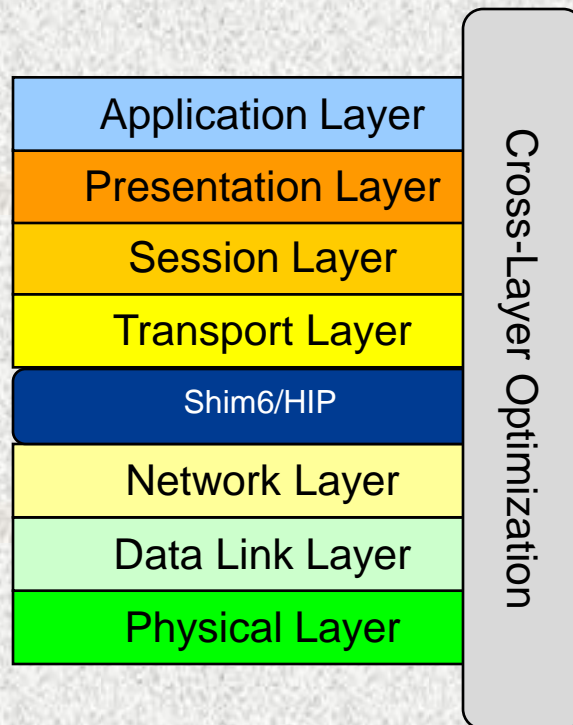 Application Layer
Presentation Layer
Session Layer
Transport Layer
Shim6/HIP
Network Layer
Data Link Layer
Physical Layer
Cross-Layer Optimization